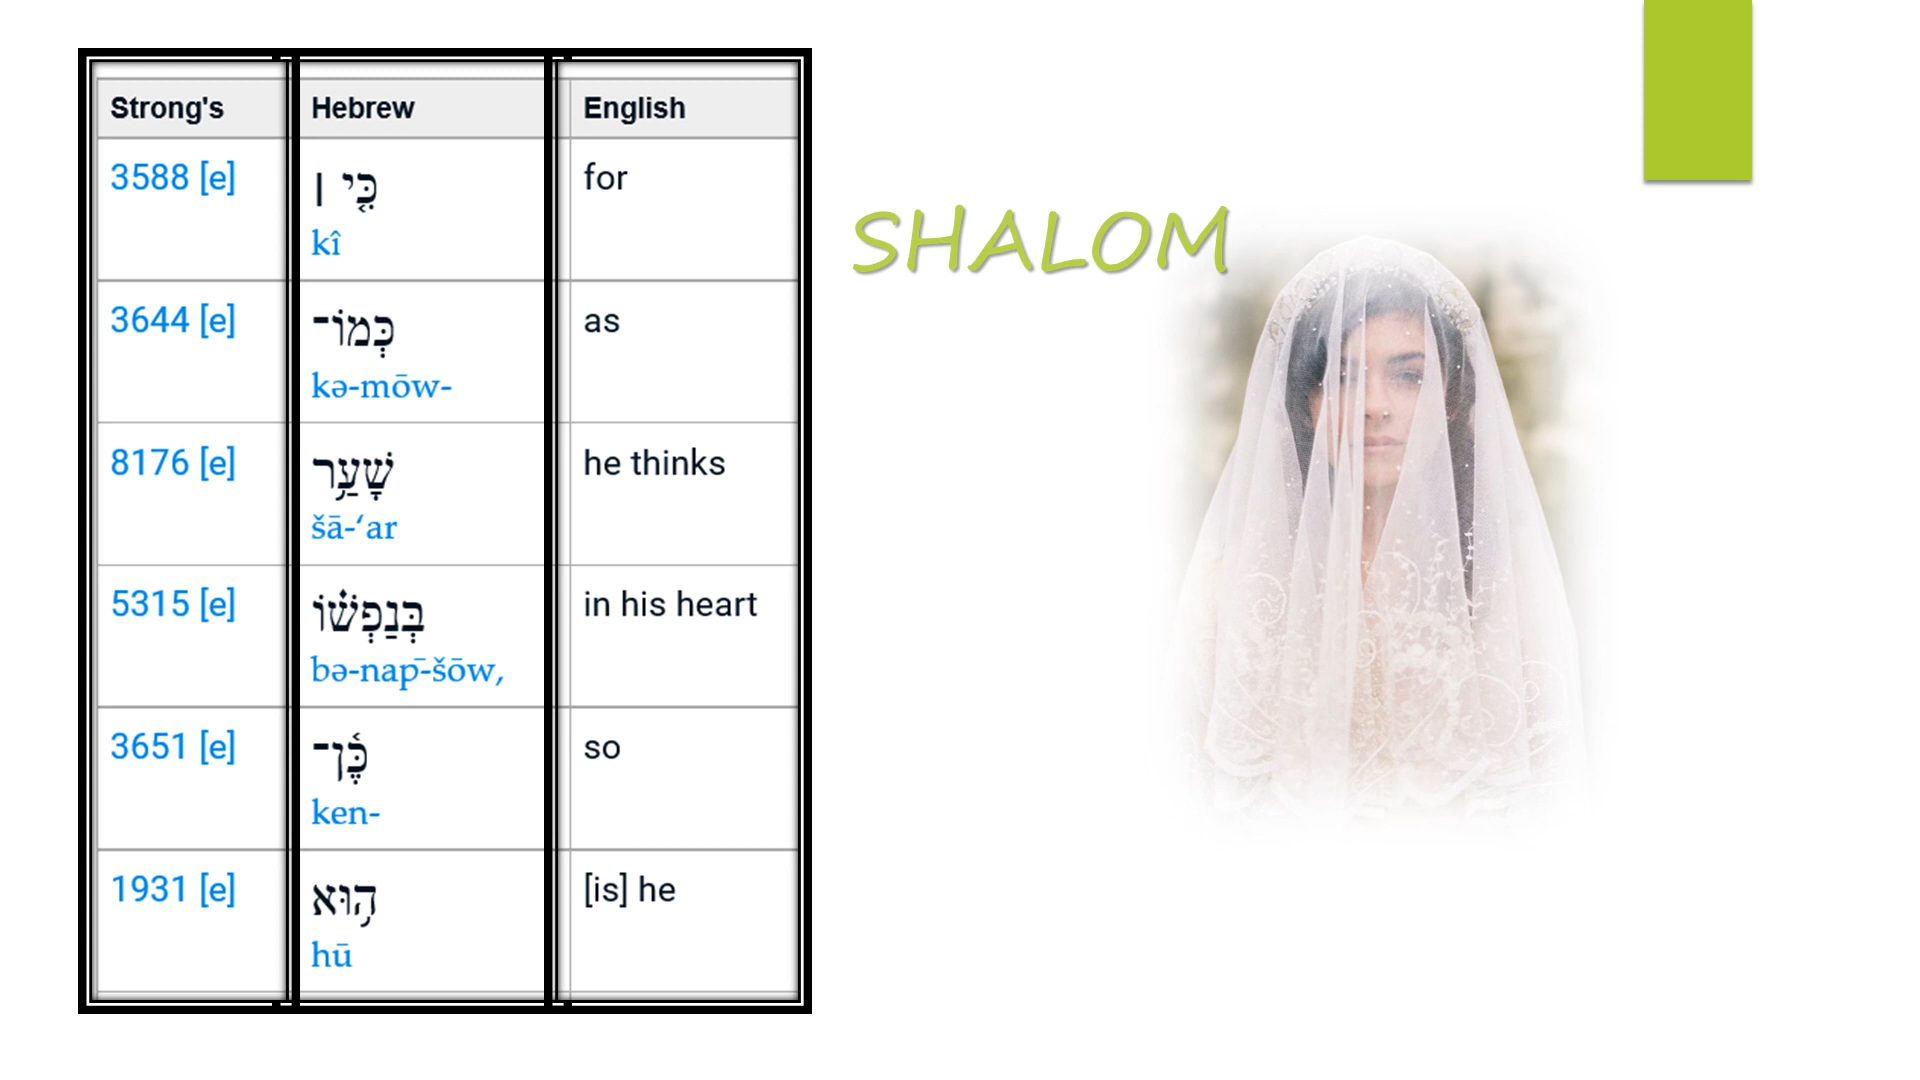 Strong's Hebrew English
3588 [e] כִּ֤י ׀ for
kî
3644 [e] כְּמוֹ־ as
kə-mōw-
8176 [e] שָׁעַ֥ר he thinks
šā-‘ar
5315 [e] בְּנַפְשׁ֗וֹ in his heart
bə-nap̄-šōw,
3651 [e] כֶּ֫ן־ so
ken-
1931 [e] ה֥וּא [is] he
hū
SHALOM